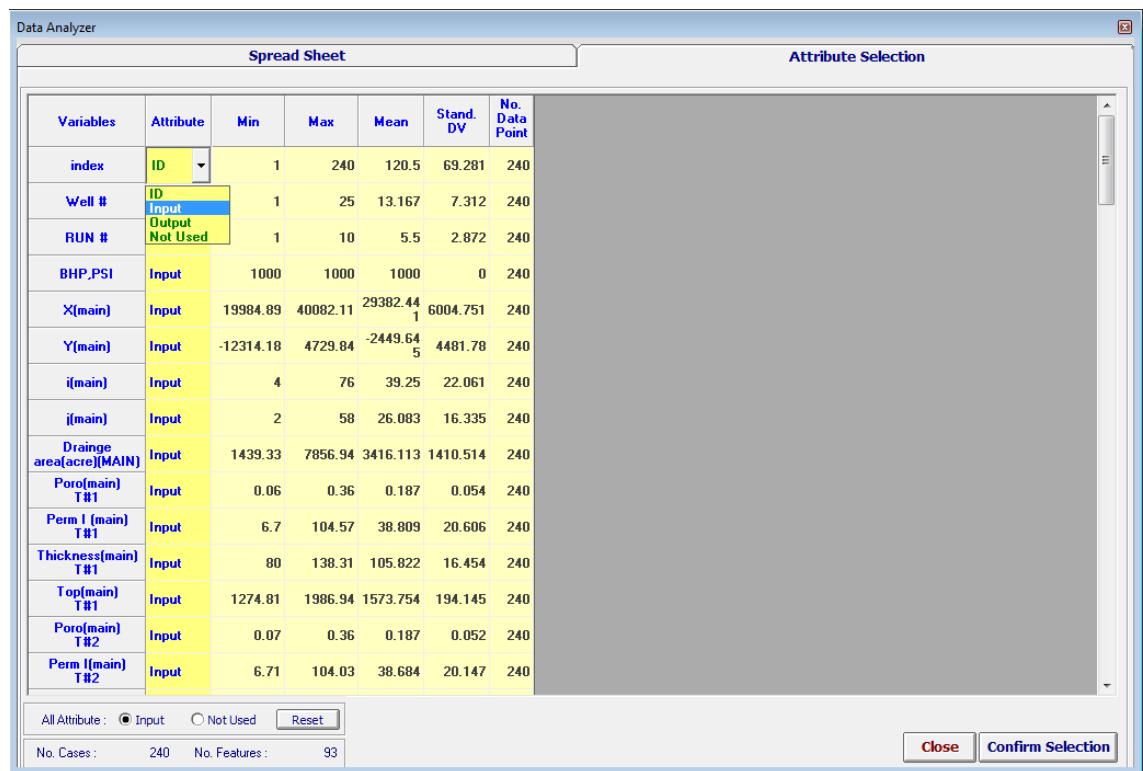 Data Analyzer
Spread Sheet
Attribute Selection
Variables Attribute Min Max Mean Stand. DV No. Data Point
index ID 1 240 120.5 69.281 240
Well # 1 25 13.167 7.312 240
ID
Input
Output
Not Used
RUN # 1 10 5.5 2.872 240
BHP,PSI Input 1000 1000 1000 0 240
X(main) Input 19984.89 40082.11 29382.441 6004.751 240
Y(main) Input -12314.18 4729.84 -2449.645 4481.78 240
i(main) Input 4 76 39.25 22.061 240
j(main) Input 2 58 26.083 16.335 240
Drainge area(acre)(MAIN) Input 1439.33 7856.94 3416.113 1410.514 240
Poro(main) T#1 Input 0.06 0.36 0.187 0.054 240
Perm I (main) T#1 Input 6.7 104.57 38.809 20.606 240
Thickness(main) T#1 Input 80 138.31 105.822 16.454 240
Top(main) T#1 Input 1274.81 1986.94 1573.754 194.145 240
Poro(main) T#2 Input 0.07 0.36 0.187 0.052 240
Perm I(main) T#2 Input 6.71 104.03 38.684 20.147 240
All Attribute : Input Not Used Reset
No. Cases : 240 No. Features : 93
Close Confirm Selection